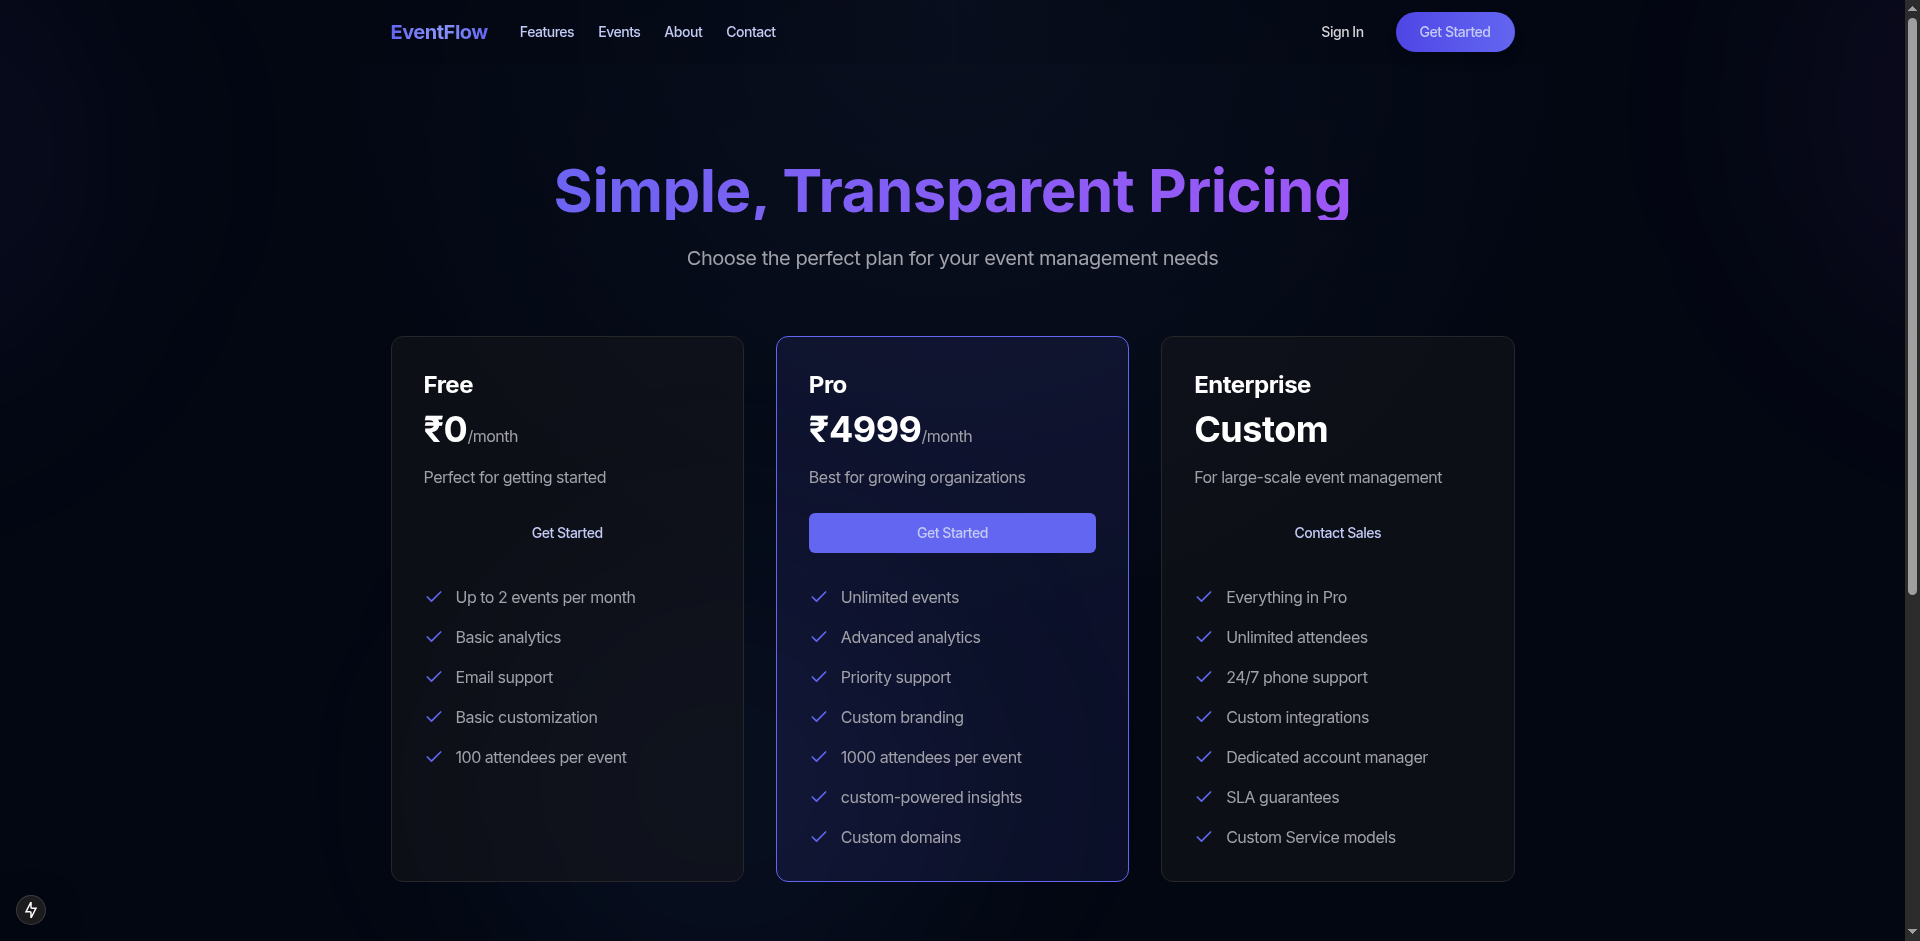 EventFlow
Features
Events
About
Contact
Sign In
Get Started
Simple, Transparent Pricing
Choose the perfect plan for your event management needs
Free
₹0/month
Perfect for getting started
Get Started
Up to 2 events per month
Basic analytics
Email support
Basic customization
100 attendees per event
Pro
₹4999/month
Best for growing organizations
Get Started
Unlimited events
Advanced analytics
Priority support
Custom branding
1000 attendees per event
custom-powered insights
Custom domains
Enterprise
Custom
For large-scale event management
Contact Sales
Everything in Pro
Unlimited attendees
24/7 phone support
Custom integrations
Dedicated account manager
SLA guarantees
Custom Service models